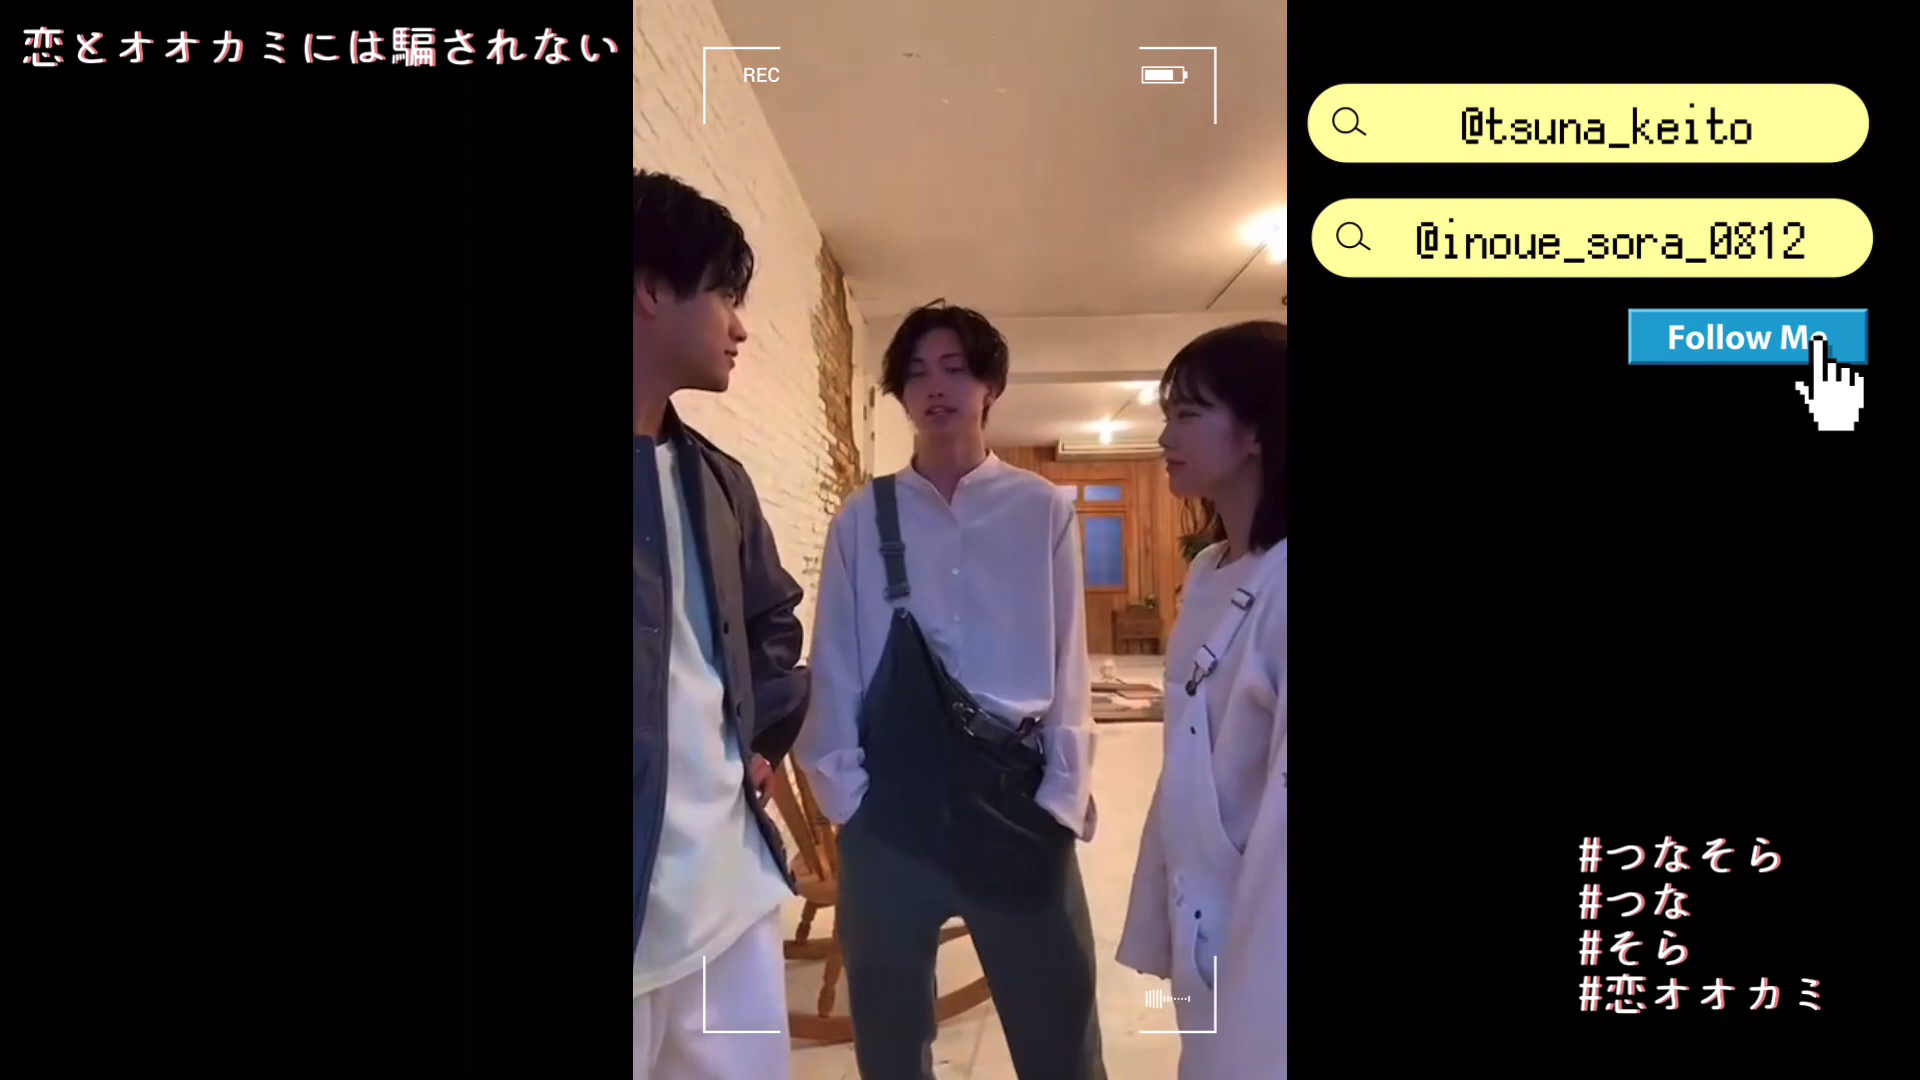 恋とオオカミには騙されない
REC
@tsuna_keito
@inoue_sora_0812
Follow Me
#つなそら
#つな
#そら
#恋オオカミ